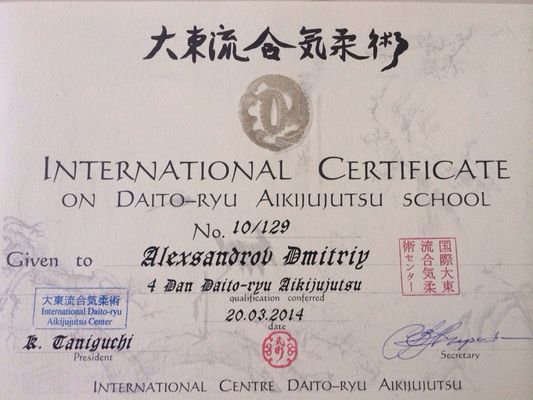 大東流合気柔術
INTERNATIONAL CERTIFICATE
ON DAITO-RYU AIKIJUJUTSU SCHOOL
No. 10/129
Given to Alexsandrov Dmitriy
4 Dan Daito-ryu Aikijujutsu
qualification conferred
国際大東
流合気柔
術センター
大東流合気柔術
International Daito-ryu
Aikijujutsu Center
20.03.2014
date
K. Taniguchi
President
Secretary
INTERNATIONAL CENTRE DAITO-RYU AIKIJUJUTSU